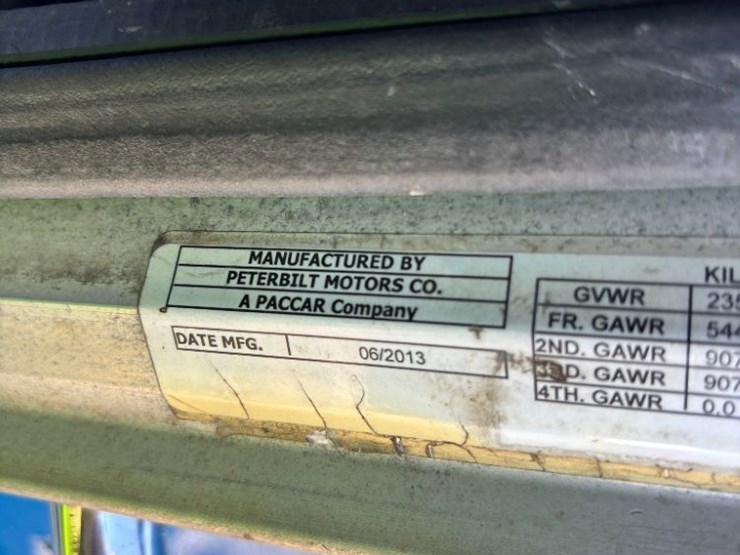 MANUFACTURED BY
PETERBILT MOTORS CO.
A PACCAR Company
DATE MFG. 06/2013
KIL
GVWR 235
FR. GAWR 544
2ND. GAWR 907
3RD. GAWR 907
4TH. GAWR 0.0